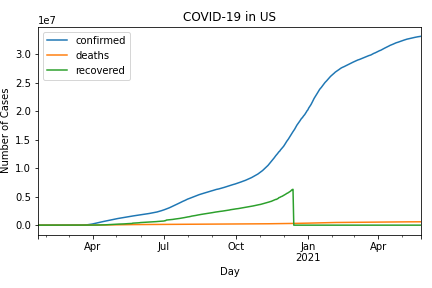 COVID-19 in US
1e7
confirmed
deaths
recovered
Number of Cases
3.0
2.5
2.0
1.5
1.0
0.5
0.0
Apr
Jul
Oct
Jan
2021
Apr
Day